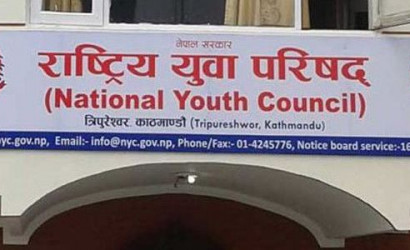 नेपाल सरकार
राष्ट्रिय युवा परिषद्
(National Youth Council)
त्रिपुरेश्वर काठमाण्डौ (Tripureshwor, Kathmandu)
nyc.gov.np, Email:- info@nyc.gov.np, Phone/Fax:- 01-4245776, Notice board service:-16